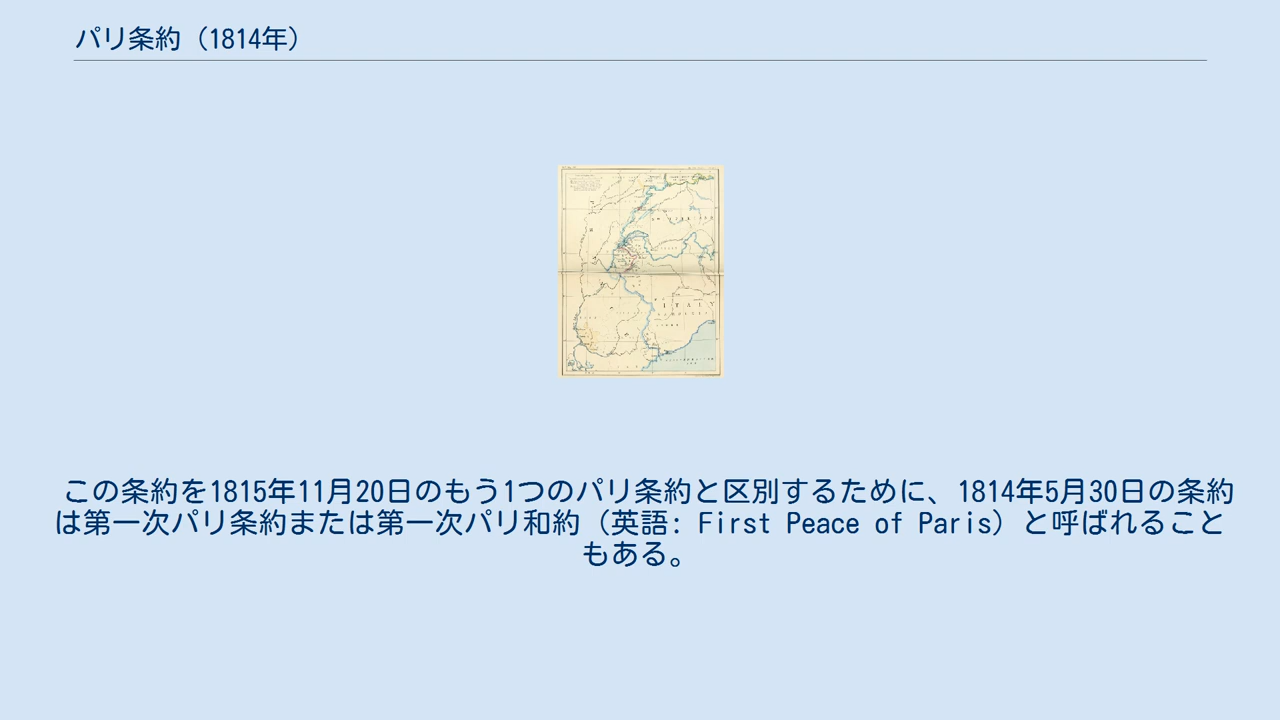 パリ条約（1814年）
ITALY
この条約を1815年11月20日のもう1つのパリ条約と区別するために、1814年5月30日の条約
は第一次パリ条約または第一次パリ和約（英語: First Peace of Paris）と呼ばれること
もある。